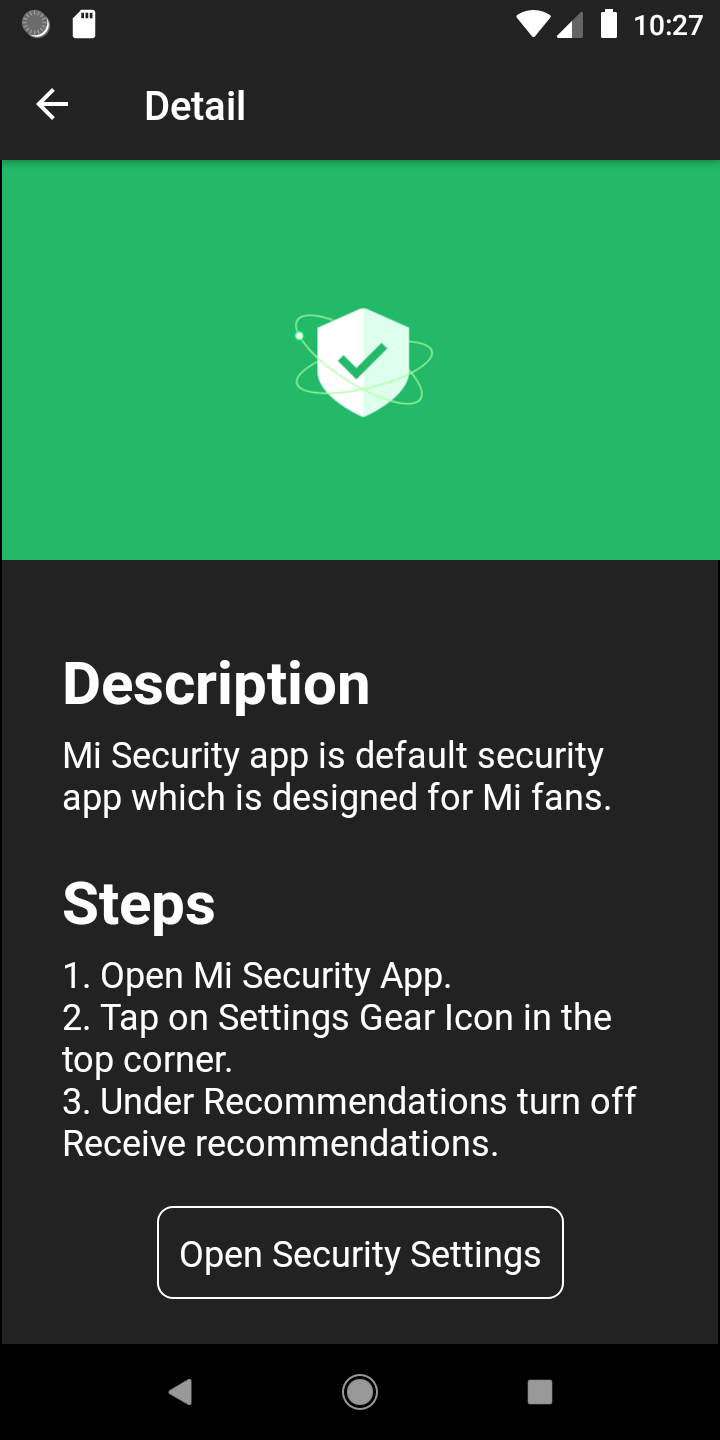 10:27
Detail
Description
Mi Security app is default security
app which is designed for Mi fans.
Steps
1. Open Mi Security App.
2. Tap on Settings Gear Icon in the
top corner.
3. Under Recommendations turn off
Receive recommendations.
Open Security Settings